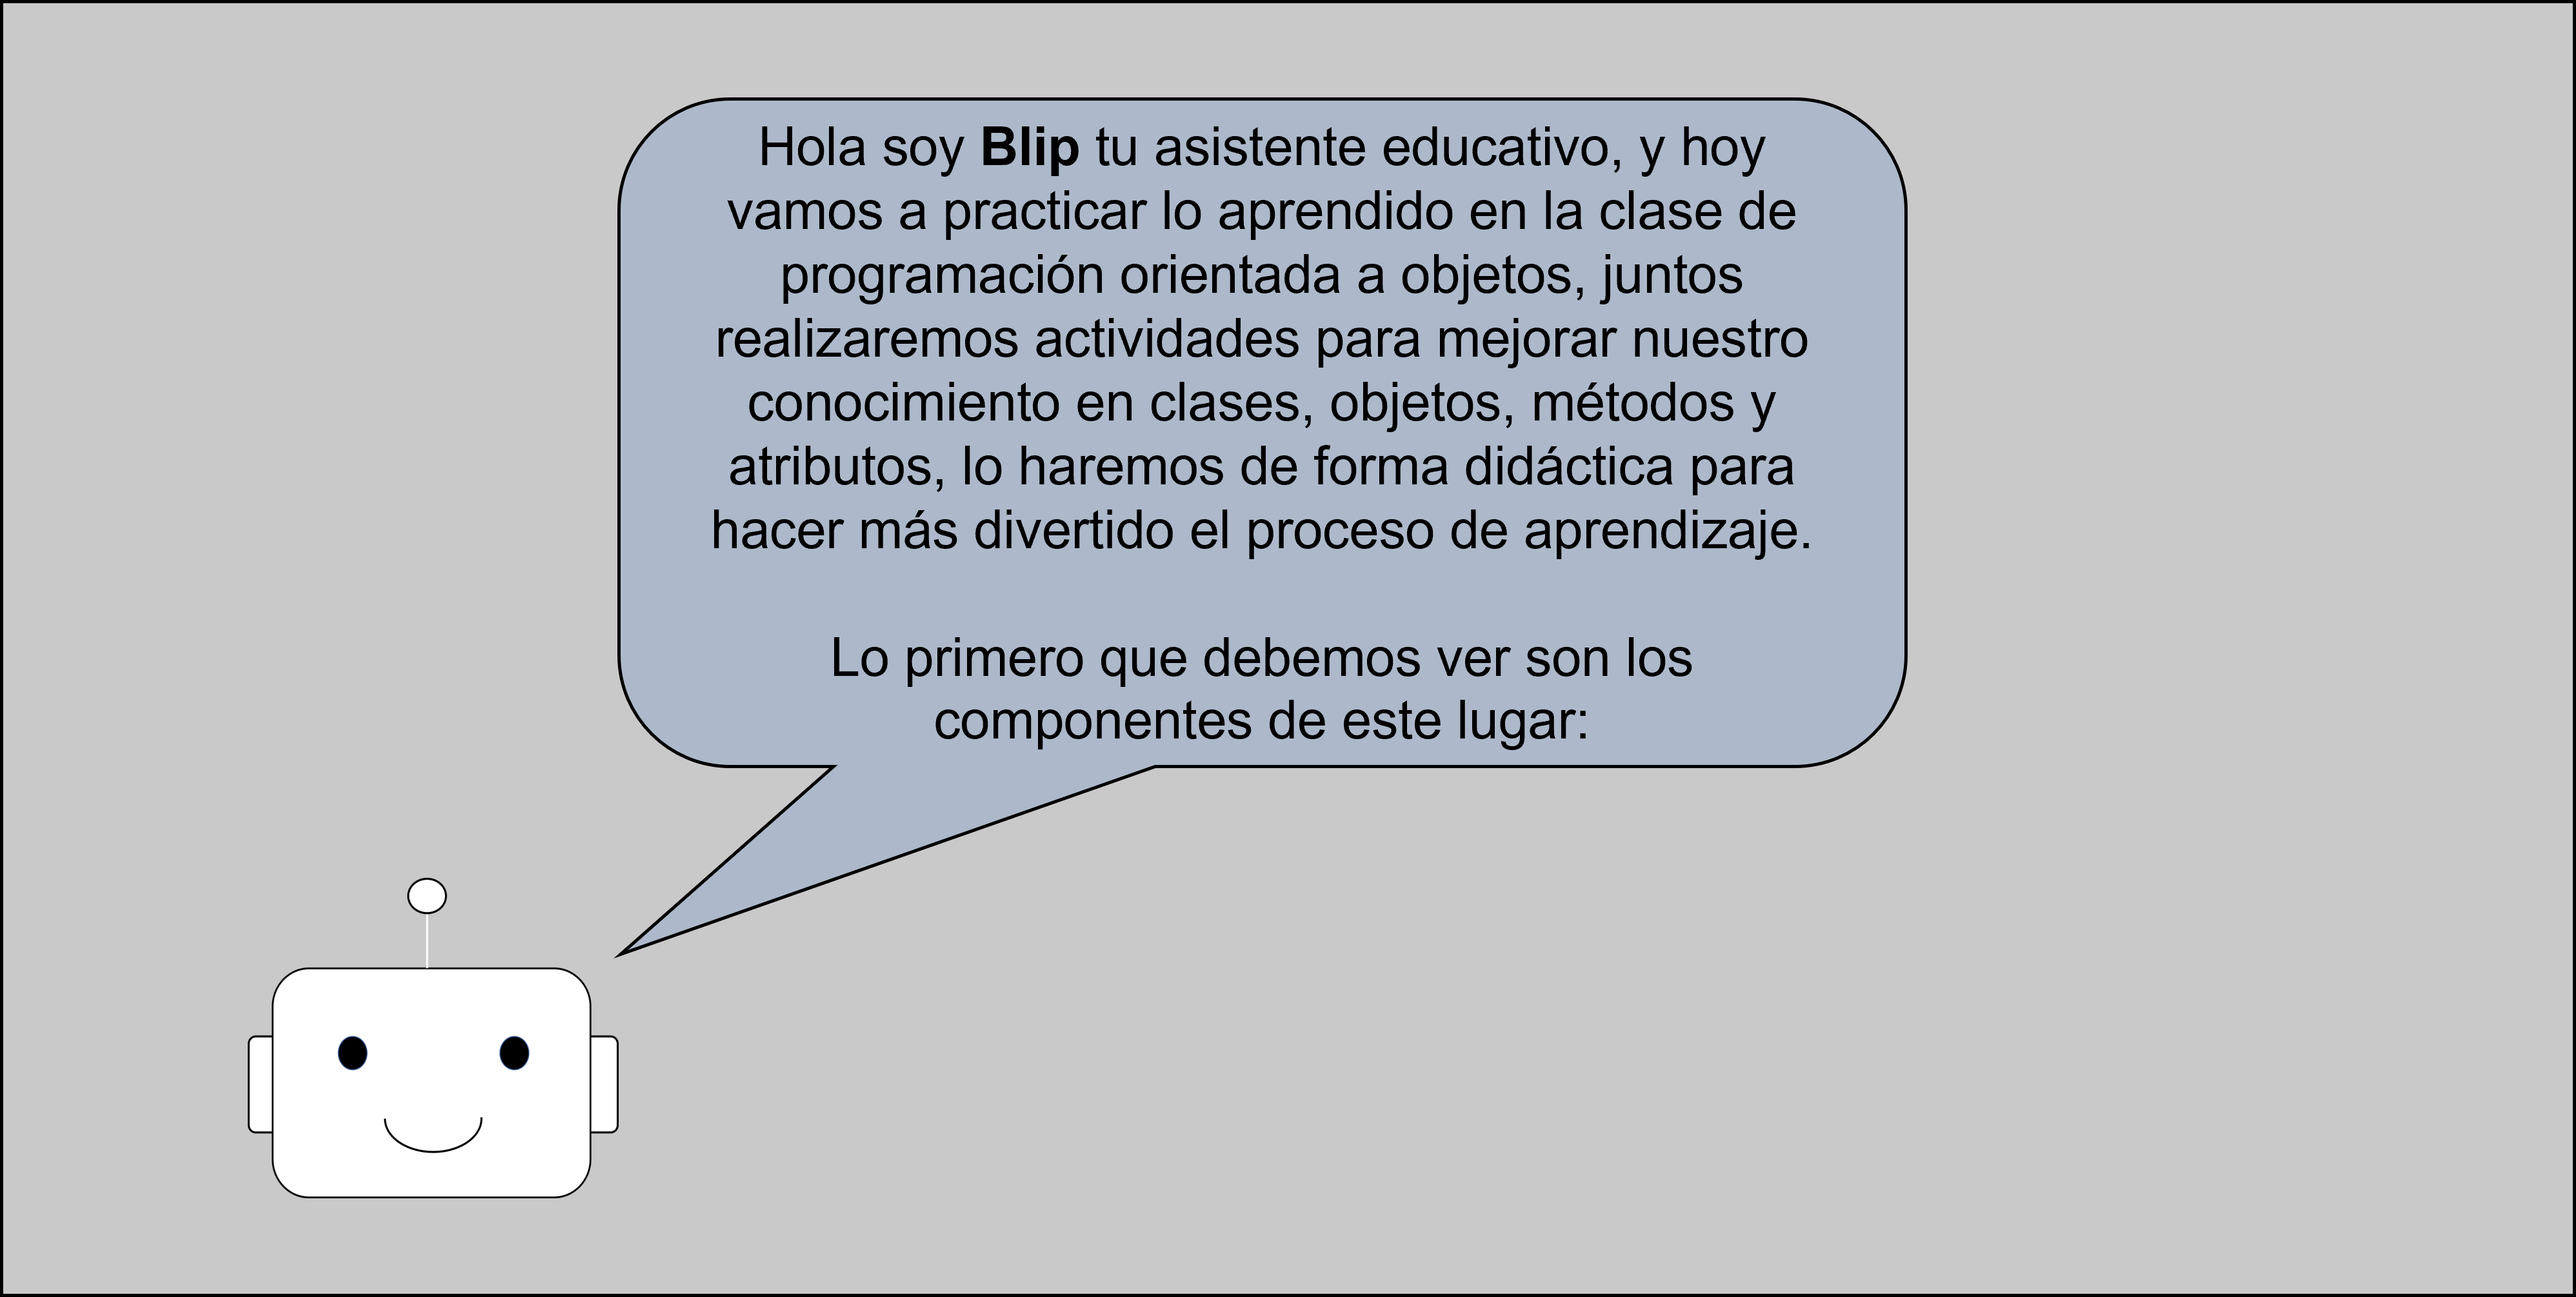 Hola soy Blip tu asistente educativo, y hoy
vamos a practicar lo aprendido en la clase de
programación orientada a objetos, juntos
realizaremos actividades para mejorar nuestro
conocimiento en clases, objetos, métodos y
atributos, lo haremos de forma didáctica para
hacer más divertido el proceso de aprendizaje.
Lo primero que debemos ver son los
componentes de este lugar: